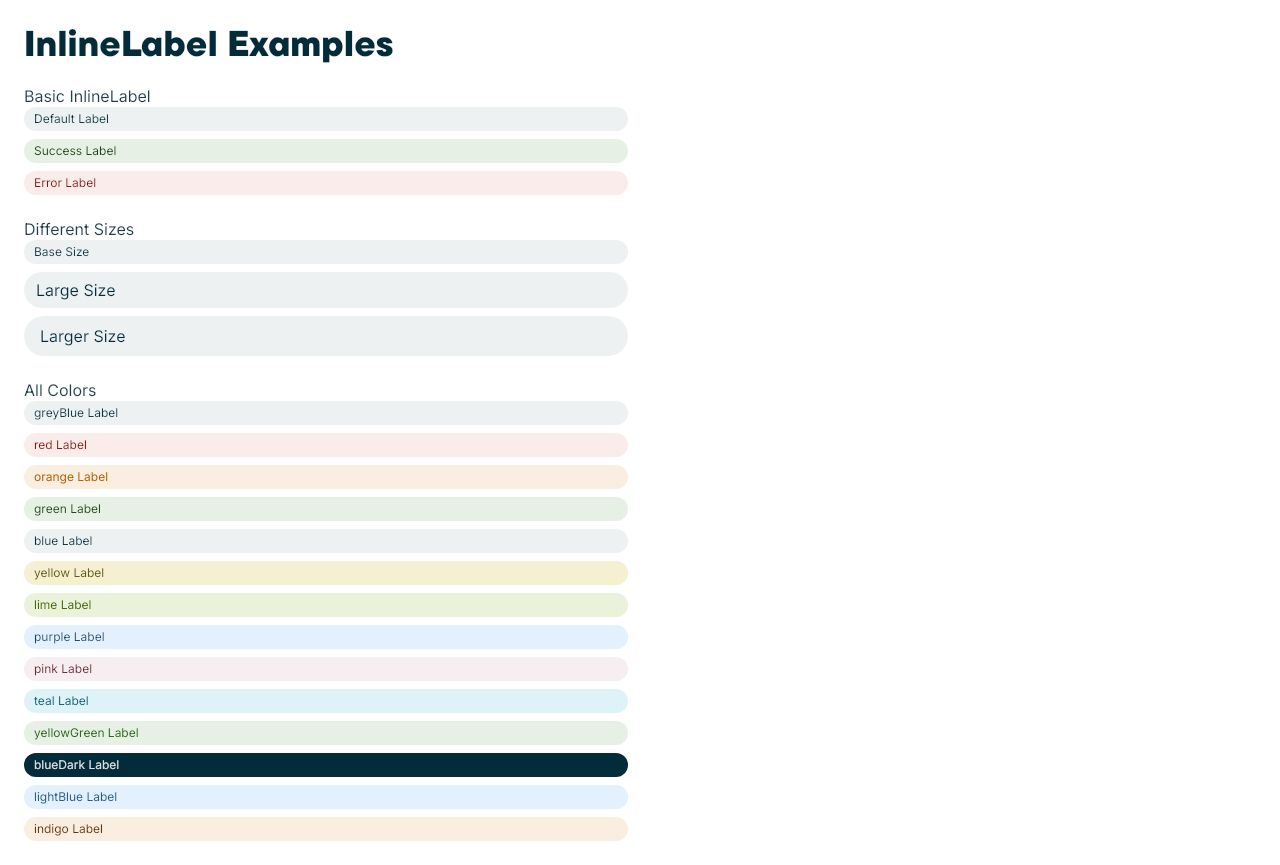 InlineLabel Examples
Basic InlineLabel
Default Label
Success Label
Error Label
Different Sizes
Base Size
Large Size
Larger Size
All Colors
greyBlue Label
red Label
orange Label
green Label
blue Label
yellow Label
lime Label
purple Label
pink Label
teal Label
yellowGreen Label
blueDark Label
lightBlue Label
indigo Label